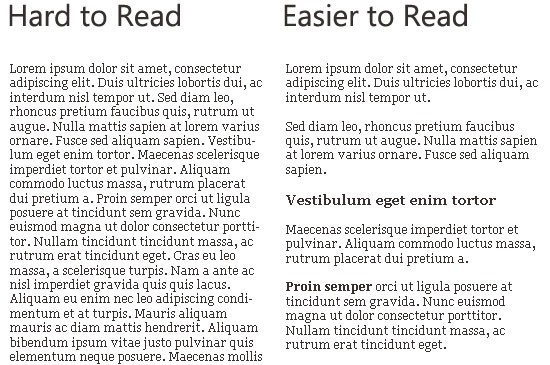 Hard to Read
Lorem ipsum dolor sit amet, consectetur
adipiscing elit. Duis ultricies lobortis dui, ac
interdum nisl tempor ut. Sed diam leo,
rhoncus pretium faucibus quis, rutrum ut
augue. Nulla mattis sapien at lorem varius
ornare. Fusce sed aliquam sapien. Vestibu-
lum eget enim tortor. Maecenas scelerisque
imperdiet tortor et pulvinar. Aliquam
commodo luctus massa, rutrum placerat
dui pretium a. Proin semper orci ut ligula
posuere at tincidunt sem gravida. Nunc
euismod magna ut dolor consectetur portti-
tor. Nullam tincidunt tincidunt massa, ac
rutrum erat tincidunt eget. Cras eu leo
massa, a scelerisque turpis. Nam a ante ac
nisl imperdiet gravida quis quis lacus.
Aliquam eu enim nec leo adipiscing condi-
mentum et at turpis. Mauris aliquam
mauris ac diam mattis hendrerit. Aliquam
bibendum ipsum vitae justo pulvinar quis
elementum neque posuere. Maecenas mollis
Easier to Read
Lorem ipsum dolor sit amet, consectetur
adipiscing elit. Duis ultricies lobortis dui, ac
interdum nisl tempor ut.
Sed diam leo, rhoncus pretium faucibus
quis, rutrum ut augue. Nulla mattis sapien
at lorem varius ornare. Fusce sed aliquam
sapien.
Vestibulum eget enim tortor
Maecenas scelerisque imperdiet tortor et
pulvinar. Aliquam commodo luctus massa,
rutrum placerat dui pretium a.
Proin semper orci ut ligula posuere at
tincidunt sem gravida. Nunc euismod
magna ut dolor consectetur porttitor.
Nullam tincidunt tincidunt massa, ac
rutrum erat tincidunt eget.